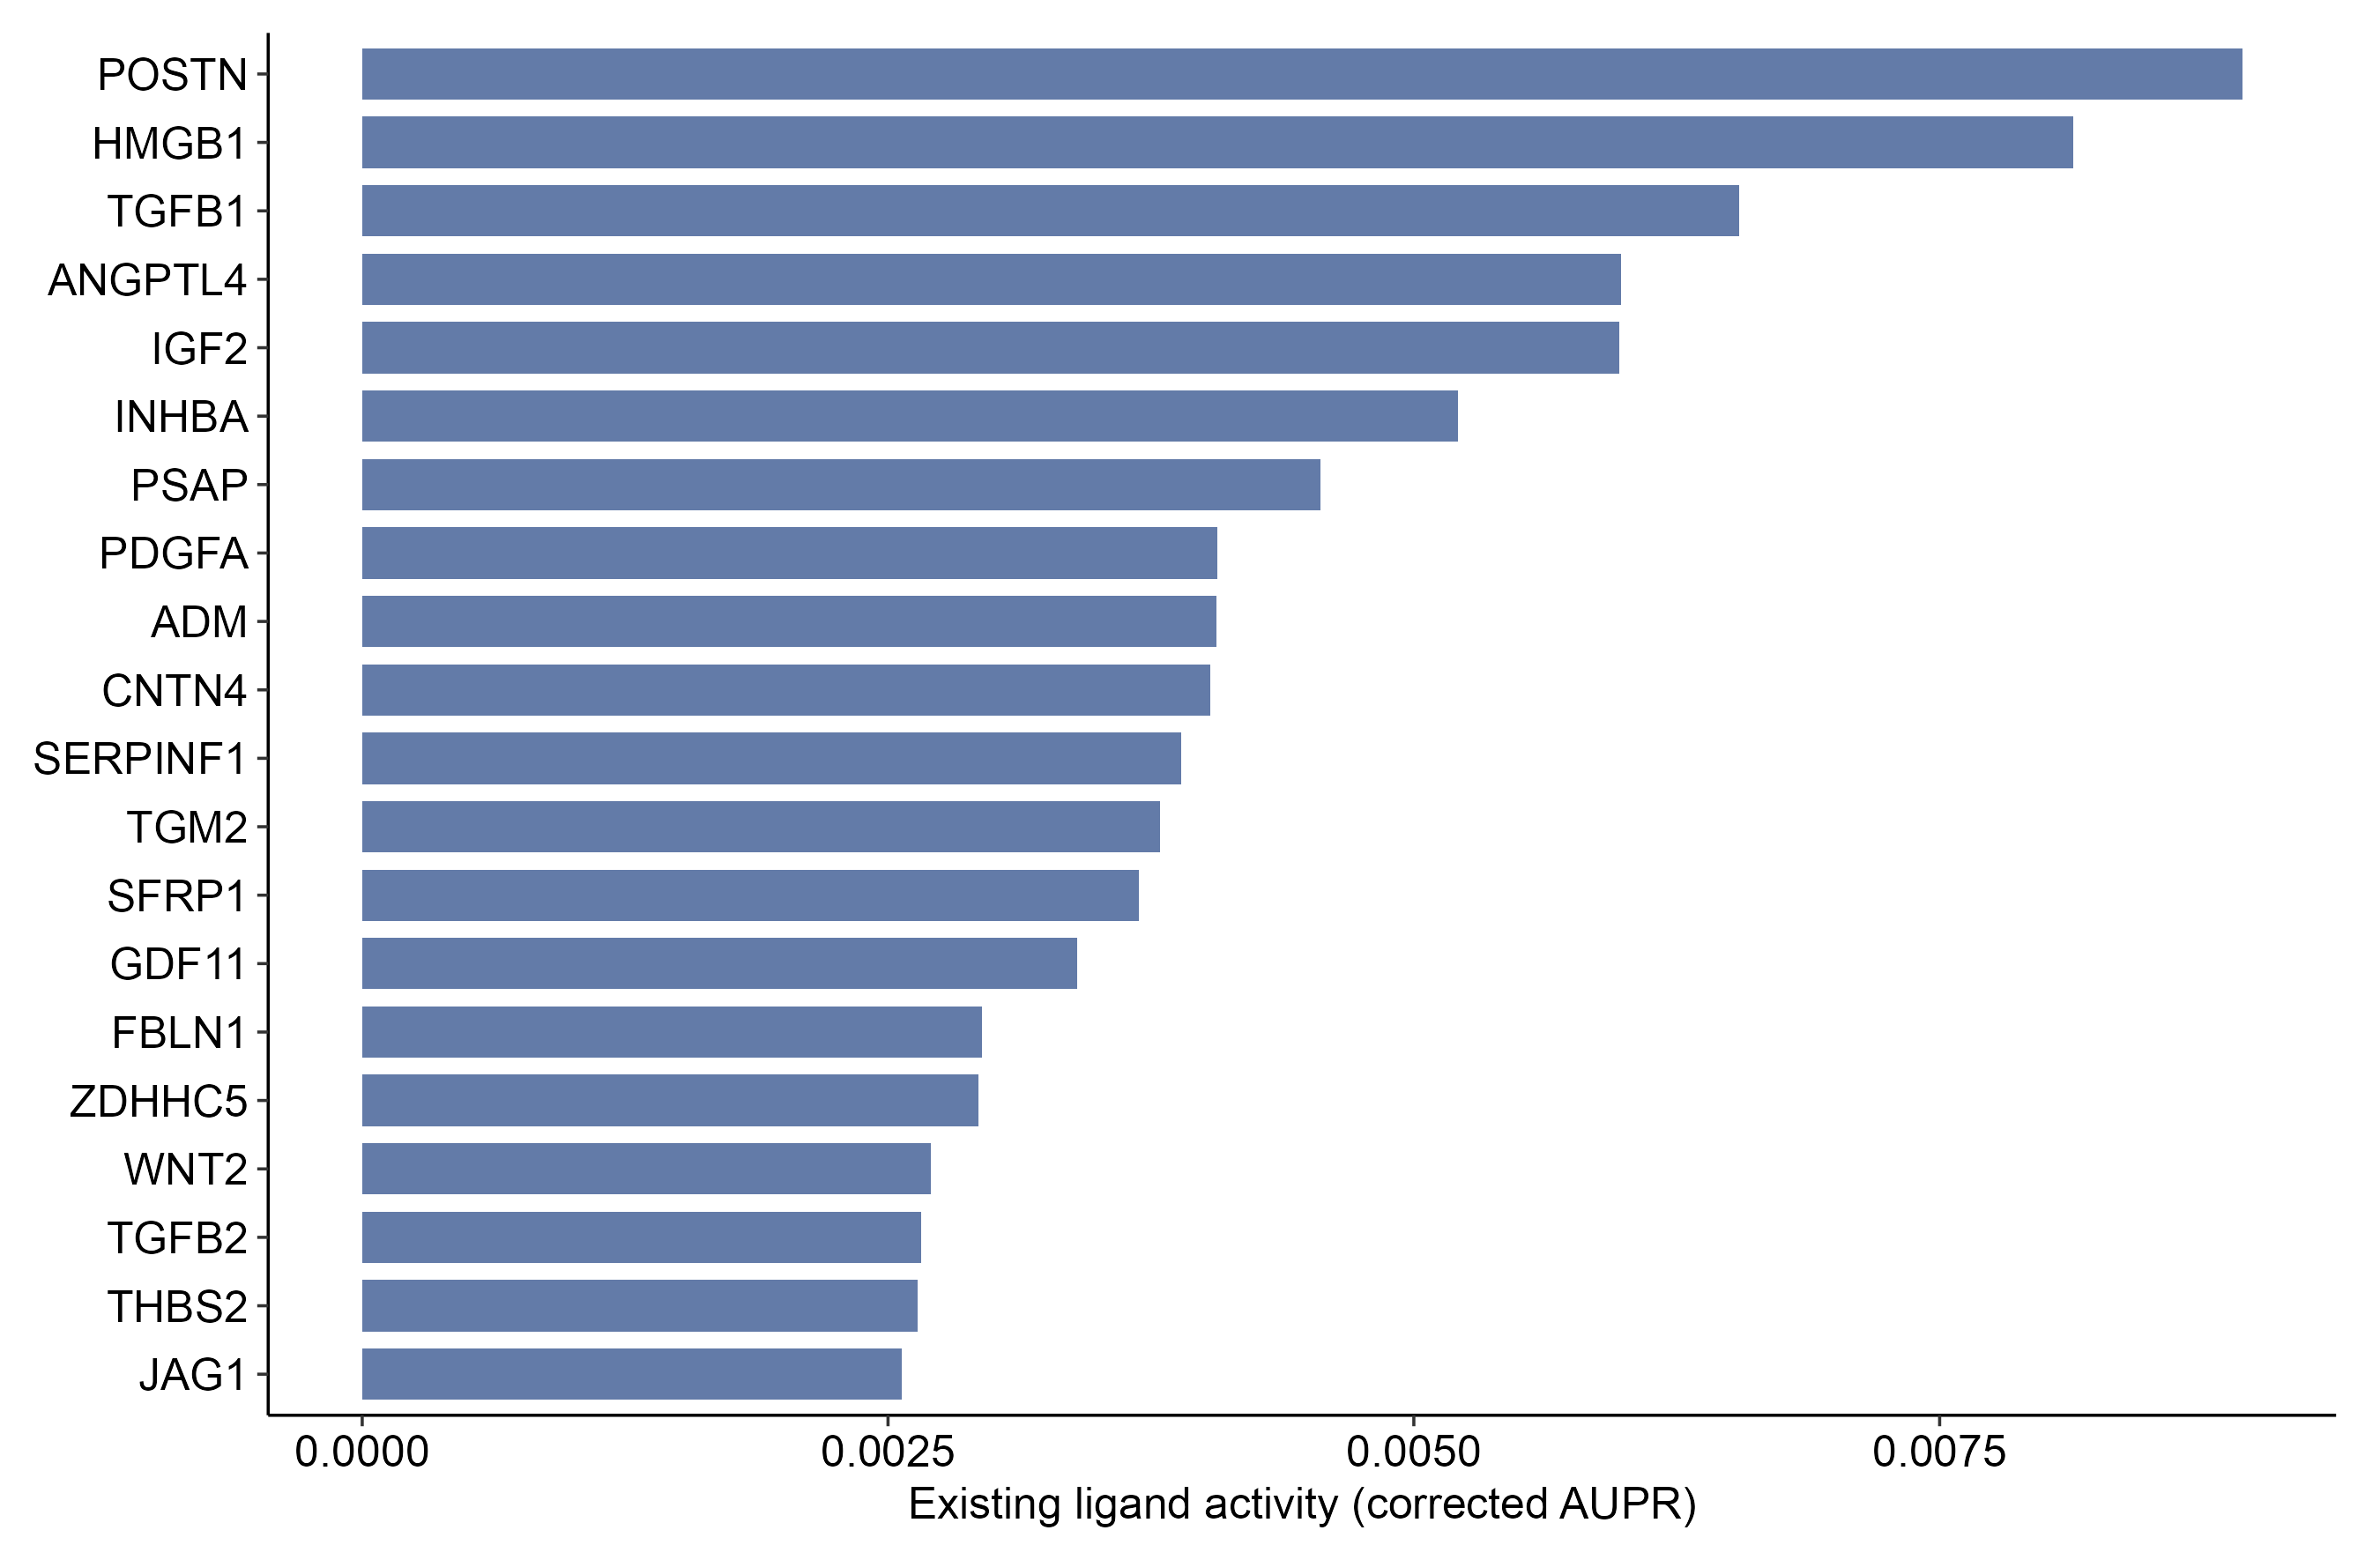 POSTN
HMGB1
TGFB1
ANGPTL4
IGF2
INHBA
PSAP
PDGFA
ADM
CNTN4
SERPINF1
TGM2
SFRP1
GDF11
FBLN1
ZDHHC5
WNT2
TGFB2
THBS2
JAG1
0.0000 0.0025 0.0050 0.0075
Existing ligand activity (corrected AUPR)